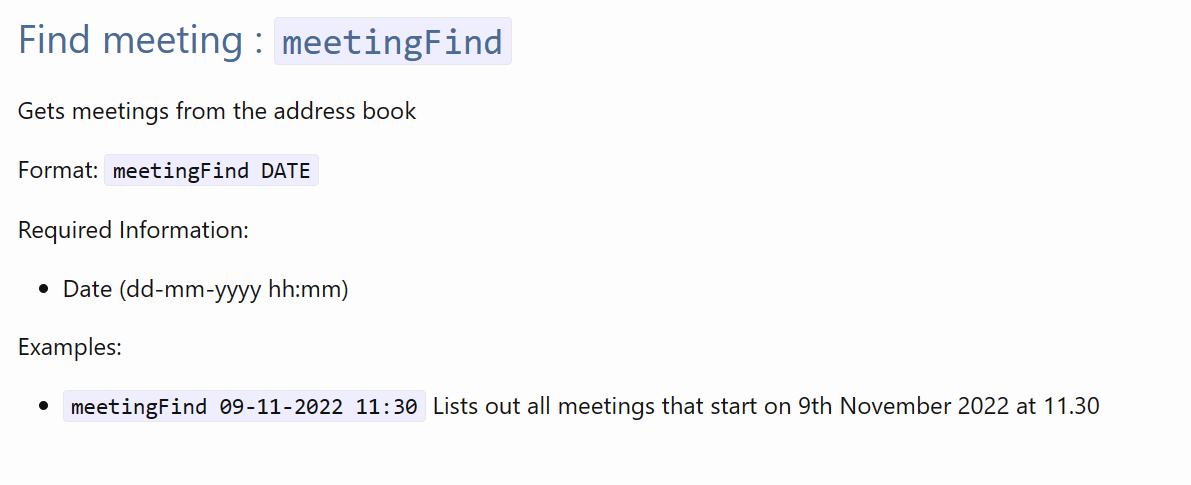 Find meeting : meetingFind
Gets meetings from the address book
Format: meetingFind DATE
Required Information:
• Date (dd-mm-yyyy hh:mm)
Examples:
• meetingFind 09-11-2022 11:30 Lists out all meetings that start on 9th November 2022 at 11.30